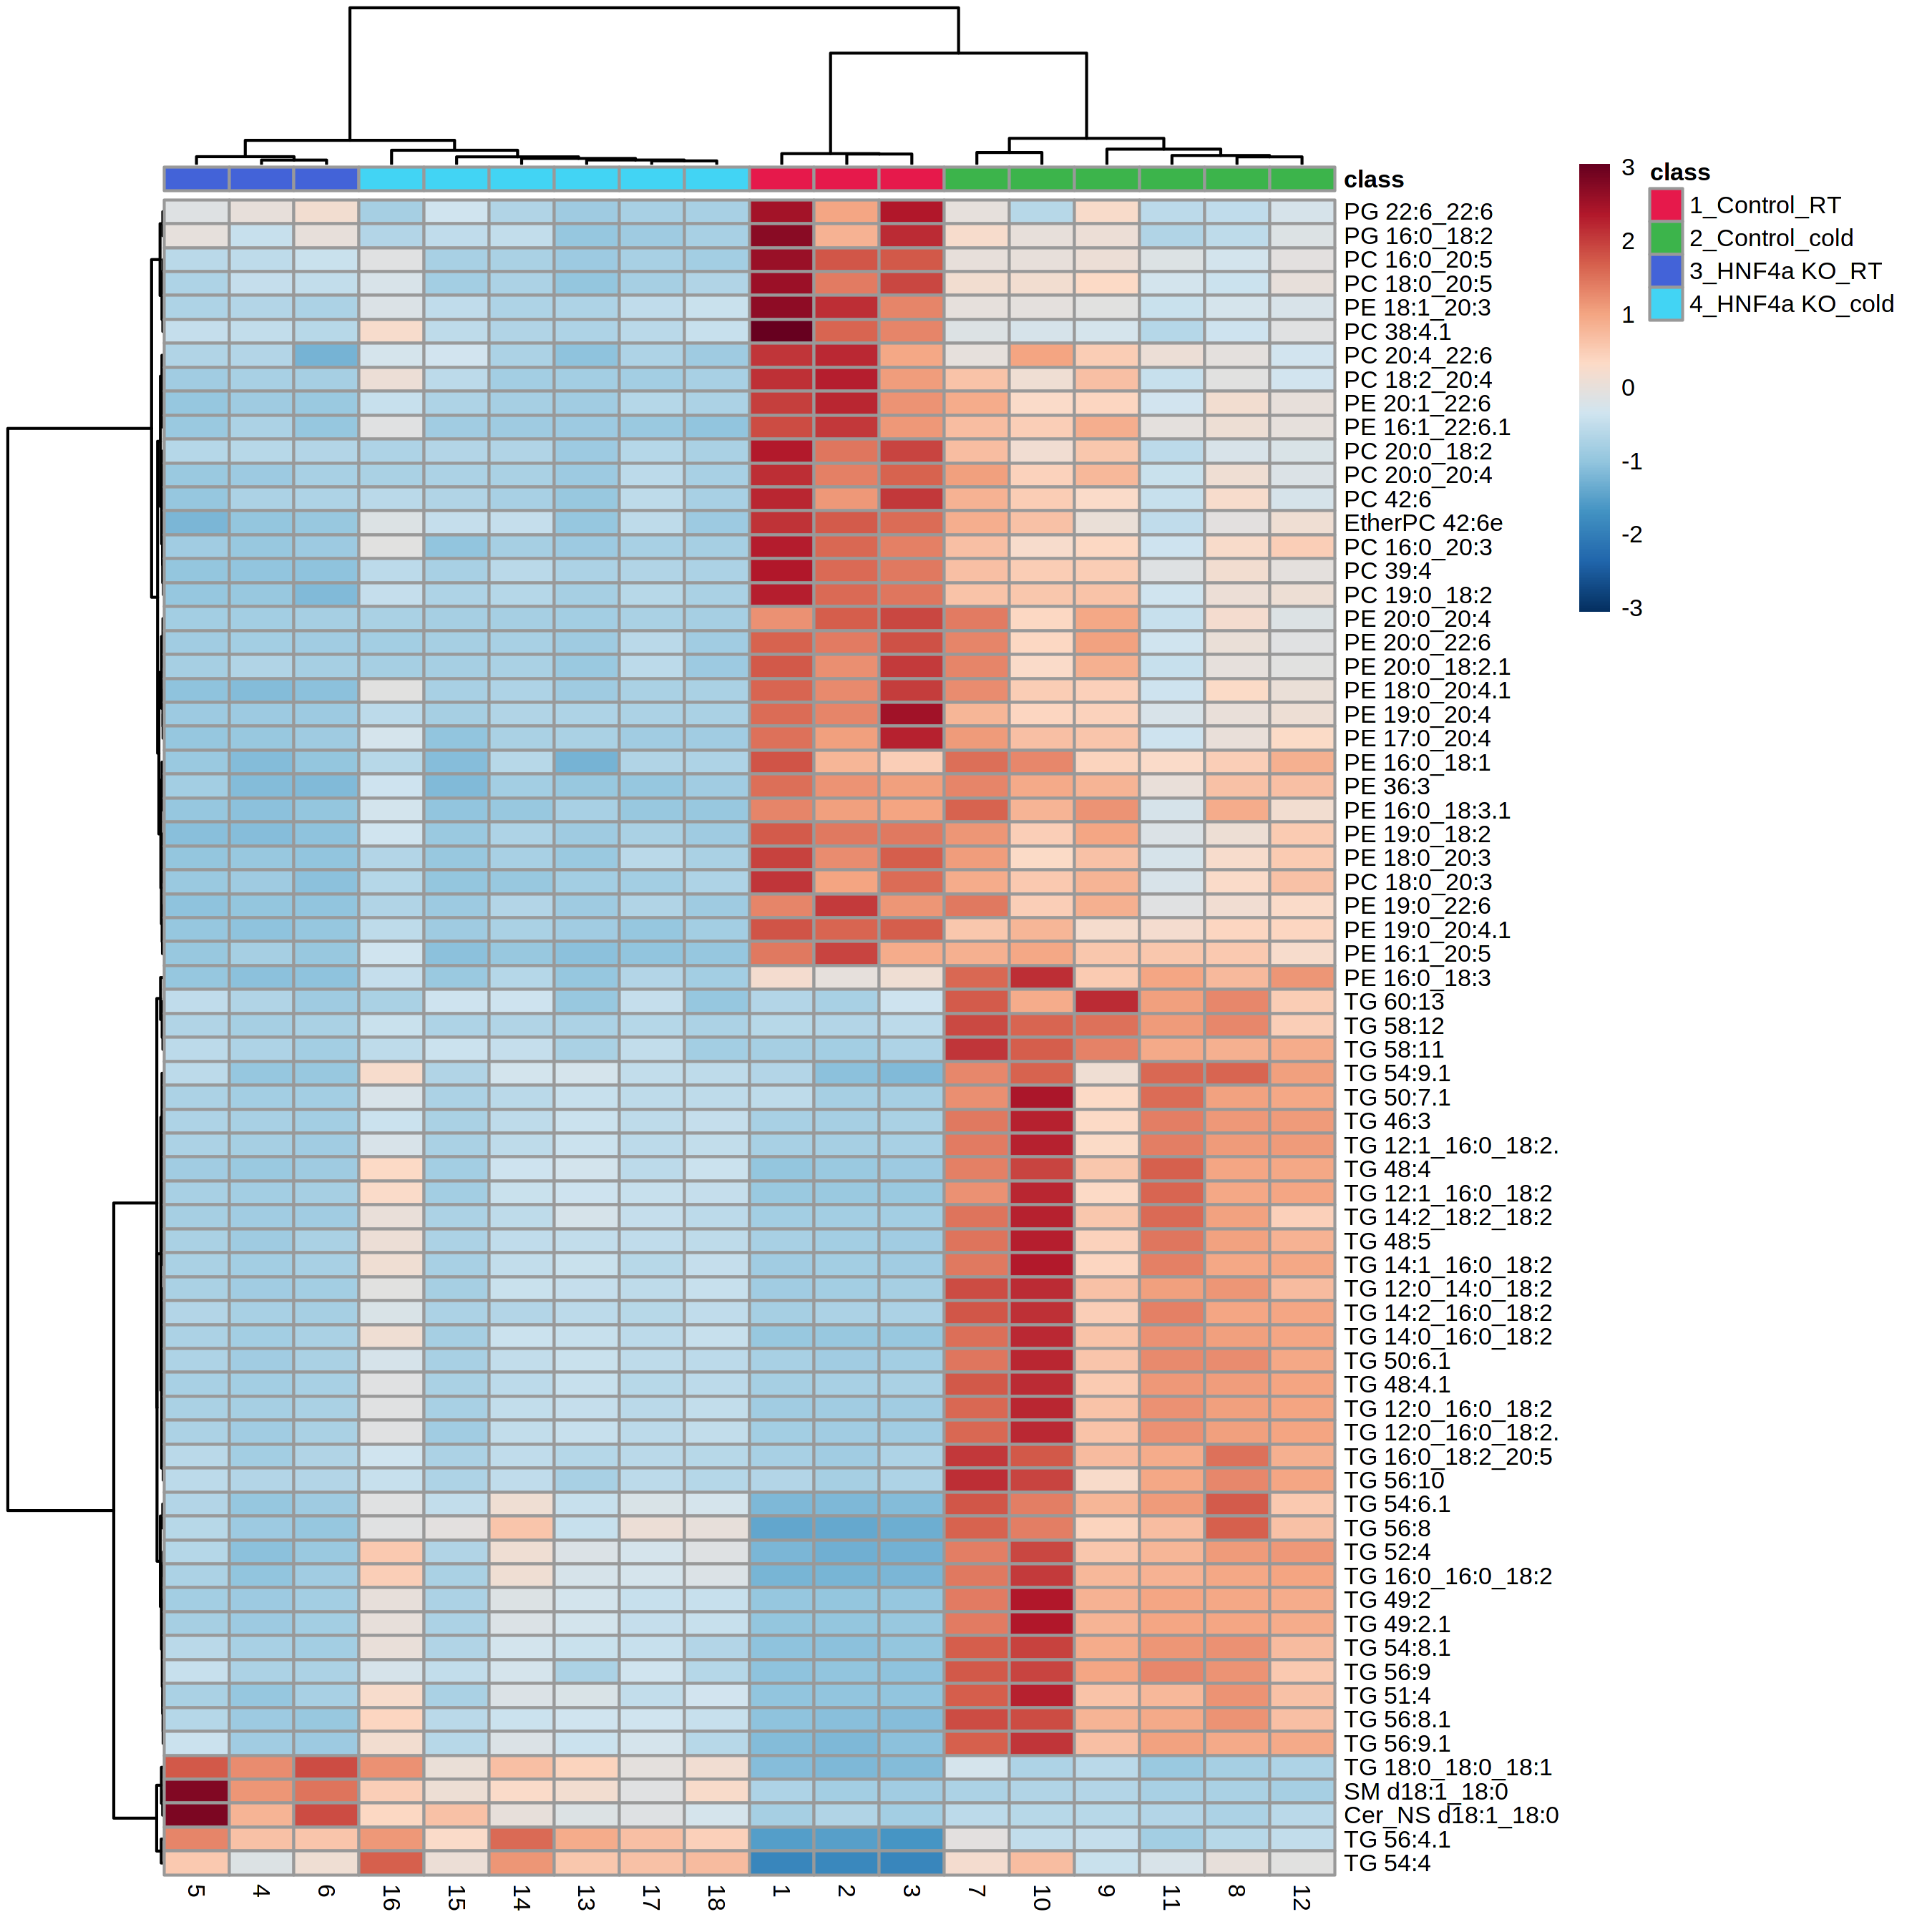 class
PG 22:6_22:6
PG 16:0_18:2
PC 16:0_20:5
PC 18:0_20:5
PE 18:1_20:3
PC 38:4.1
PC 20:4_22:6
PC 18:2_20:4
PE 20:1_22:6
PE 16:1_22:6.1
PC 20:0_18:2
PC 20:0_20:4
PC 42:6
EtherPC 42:6e
PC 16:0_20:3
PC 39:4
PC 19:0_18:2
PE 20:0_20:4
PE 20:0_22:6
PE 20:0_18:2.1
PE 18:0_20:4.1
PE 19:0_20:4
PE 17:0_20:4
PE 16:0_18:1
PE 36:3
PE 16:0_18:3.1
PE 19:0_18:2
PE 18:0_20:3
PC 18:0_20:3
PE 19:0_22:6
PE 19:0_20:4.1
PE 16:1_20:5
PE 16:0_18:3
TG 60:13
TG 58:12
TG 58:11
TG 54:9.1
TG 50:7.1
TG 46:3
TG 12:1_16:0_18:2.
TG 48:4
TG 12:1_16:0_18:2
TG 14:2_18:2_18:2
TG 48:5
TG 14:1_16:0_18:2
TG 12:0_14:0_18:2
TG 14:2_16:0_18:2
TG 14:0_16:0_18:2
TG 50:6.1
TG 48:4.1
TG 12:0_16:0_18:2
TG 12:0_16:0_18:2.
TG 16:0_18:2_20:5
TG 56:10
TG 54:6.1
TG 56:8
TG 52:4
TG 16:0_16:0_18:2
TG 49:2
TG 49:2.1
TG 54:8.1
TG 56:9
TG 51:4
TG 56:8.1
TG 56:9.1
TG 18:0_18:0_18:1
SM d18:1_18:0
Cer_NS d18:1_18:0
TG 56:4.1
TG 54:4
5 4 6 16 15 14 13 17 18 1 2 3 7 10 9 11 8 12
3
2
1
0
-1
-2
-3
class
1_Control_RT
2_Control_cold
3_HNF4a KO_RT
4_HNF4a KO_cold